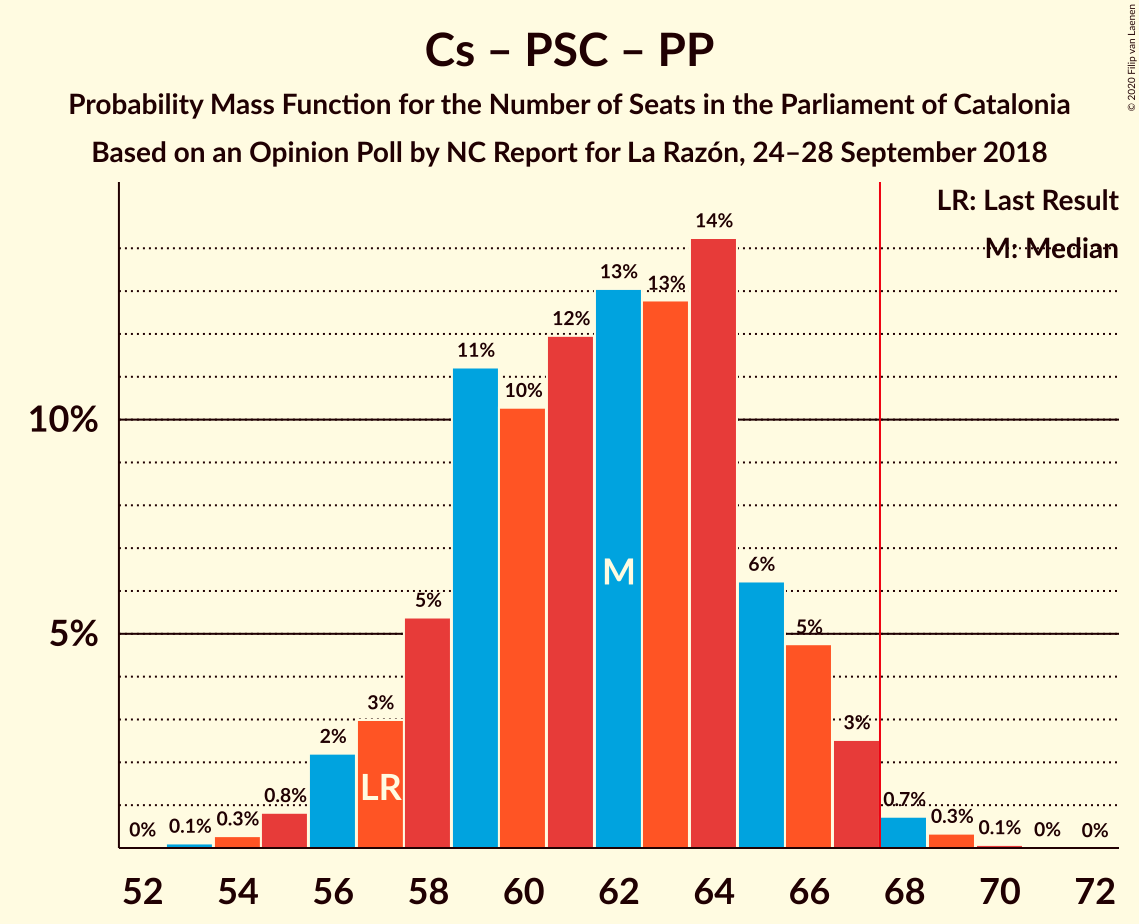 Cs – PSC – PP
Probability Mass Function for the Number of Seats in the Parliament of Catalonia
Based on an Opinion Poll by NC Report for La Razón, 24–28 September 2018
© 2020 Filip van Laenen
LR: Last Result
M: Median
10%
5%
0%
0.1%
0.3%
0.8%
2%
3%
5%
11%
10%
12%
13%
13%
14%
6%
5%
3%
0.7%
0.3%
0.1%
0%
0%
LR
M
52 54 56 58 60 62 64 66 68 70 72